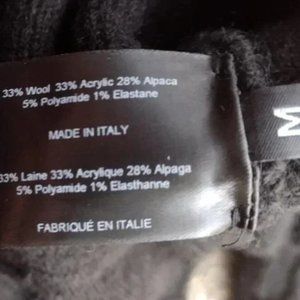 33% Wool 33% Acrylic 28% Alpaca
5% Polyamide 1% Elastane
MADE IN ITALY
33% Laine 33% Acrylique 28% Alpaga
5% Polyamide 1% Elasthanne
FABRIQUÉ EN ITALIE
M